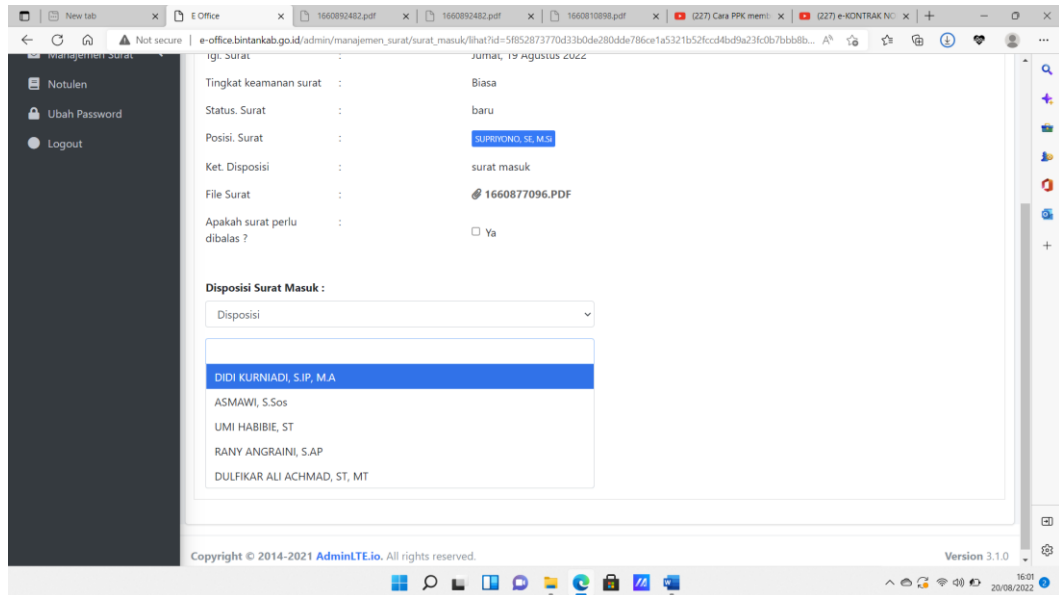 New tab
E Office
1660892482.pdf
1660892482.pdf
1660810898.pdf
(227) Cara PPK memb
(227) e-KONTRAK NO
Not secure | e-office.bintankab.go.id/admin/manajemen_surat/surat_masuk/lihat?id=5f852873770d33b0de280dde786ce1a5321b52fccd4bd9a23fc0b7bbb8b...
Manajemen Surat
Notulen
Ubah Password
Logout
Tgl. Surat : Jumat, 19 Agustus 2022
Tingkat keamanan surat : Biasa
Status. Surat : baru
Posisi. Surat : SUPRIYONO, SE, M.Si
Ket. Disposisi : surat masuk
File Surat : 1660877096.PDF
Apakah surat perlu : Ya
dibalas ?
Disposisi Surat Masuk :
Disposisi
DIDI KURNIADI, S.IP, M.A
ASMAWI, S.Sos
UMI HABIBIE, ST
RANY ANGRAINI, S.AP
DULFIKAR ALI ACHMAD, ST, MT
Copyright © 2014-2021 AdminLTE.io. All rights reserved.
Version 3.1.0
16:01
20/08/2022
2